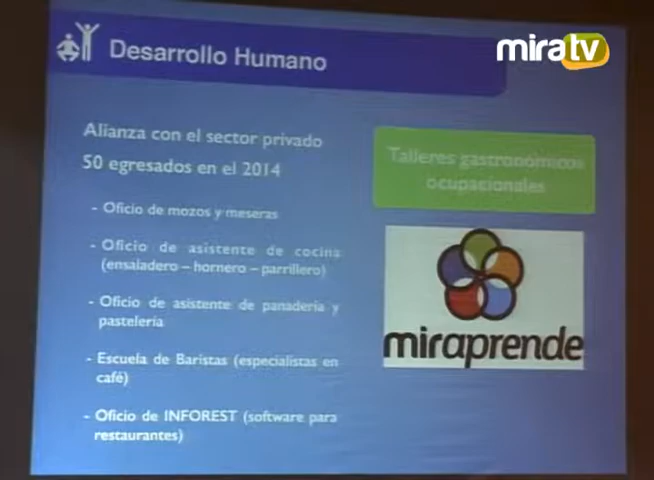 miratv
Desarrollo Humano
Alianza con el sector privado
50 egresados en el 2014
- Oficio de mozos y meseras
- Oficio de asistente de cocina
(ensaladero – hornero – parrillero)
- Oficio de asistente de panadería y
pastelería
- Escuela de Baristas (especialistas en
café)
- Oficio de INFOREST (software para
restaurantes)
Talleres gastronómicos
ocupacionales
miraprende